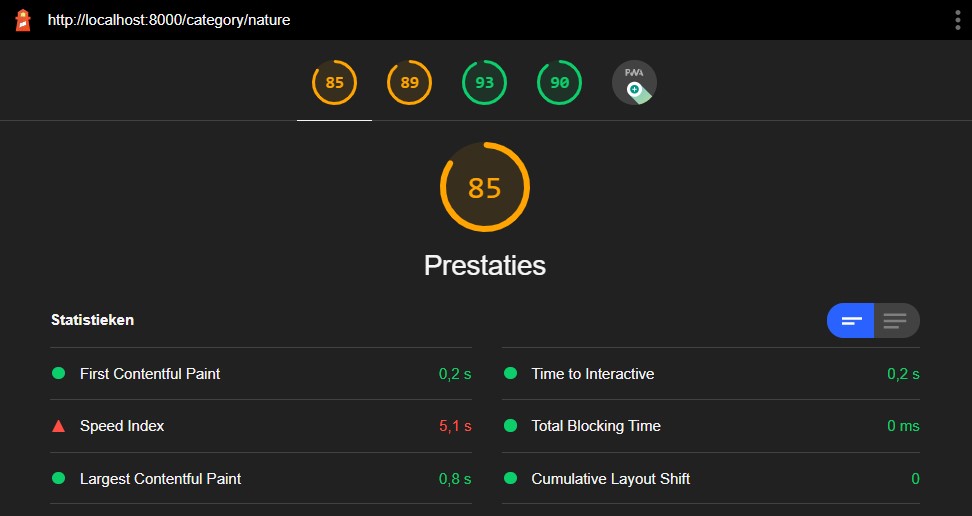 http://localhost:8000/category/nature
85 89 93 90 PWA
85
Prestaties
Statistieken
First Contentful Paint 0,2 s
Time to Interactive 0,2 s
Speed Index 5,1 s
Total Blocking Time 0 ms
Largest Contentful Paint 0,8 s
Cumulative Layout Shift 0